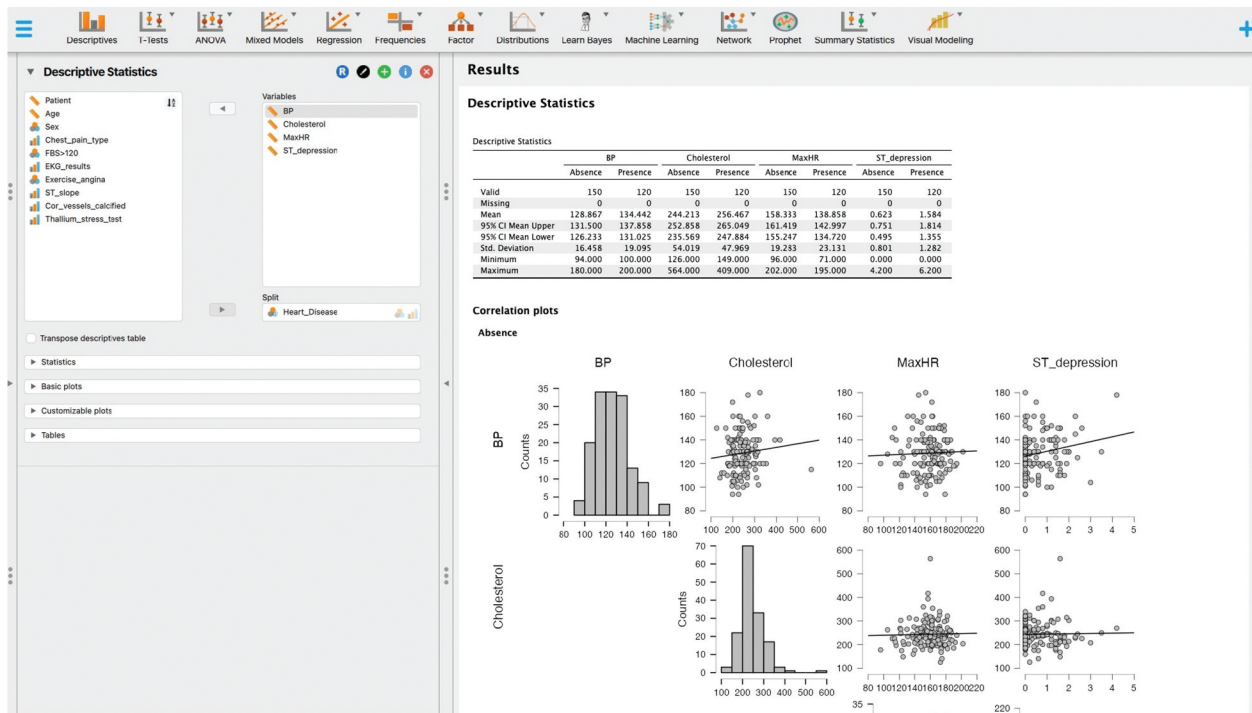 Descriptives T-Tests ANOVA Mixed Models Regression Frequencies Factor Distributions Learn Bayes Machine Learning Network Prophet Summary Statistics Visual Modeling
Descriptive Statistics
R
Patient
Age
Sex
Chest_pain_type
FBS>120
EKG_results
Exercise_angina
ST_slope
Cor_vessels_calcified
Thallium_stress_test
Variables
BP
Cholesterol
MaxHR
ST_depression
Split
Heart_Disease
Transpose descriptives table
Statistics
Basic plots
Customizable plots
Tables
Results
Descriptive Statistics
Descriptive Statistics
BP Cholesterol MaxHR ST_depression
Absence Presence Absence Presence Absence Presence Absence Presence
Valid 150 120 150 120 150 120 150 120
Missing 0 0 0 0 0 0 0 0
Mean 128.867 134.442 244.213 256.467 158.333 138.858 0.623 1.584
95% CI Mean Upper 131.500 137.858 252.858 265.049 161.419 142.997 0.751 1.814
95% CI Mean Lower 126.233 131.025 235.569 247.884 155.247 134.720 0.495 1.355
Std. Deviation 16.458 19.095 54.019 47.969 19.283 23.131 0.801 1.282
Minimum 94.000 100.000 126.000 149.000 96.000 71.000 0.000 0.000
Maximum 180.000 200.000 564.000 409.000 202.000 195.000 4.200 6.200
Correlation plots
Absence
BP Cholesterol MaxHR ST_depression
BP
Counts
35
30
25
20
15
10
5
0
80 100 120 140 160 180
180
160
140
120
100
80
100 200 300 400 500 600
180
160
140
120
100
80
80 100 120 140 160 180 200 220
180
160
140
120
100
80
0 1 2 3 4 5
Cholesterol
Counts
70
60
50
40
30
20
10
0
100 200 300 400 500 600
600
500
400
300
200
100
80 100 120 140 160 180 200 220
600
500
400
300
200
100
0 1 2 3 4 5
35
220